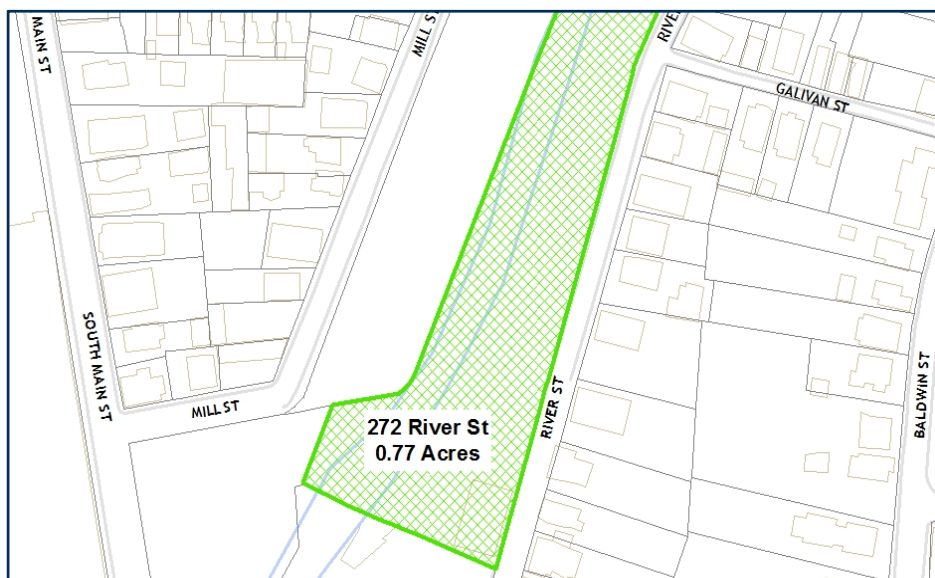 MAIN ST
MILL ST
RIVER
GALIVAN ST
SOUTH MAIN ST
MILL ST
272 River St
0.77 Acres
RIVER ST
BALDWIN ST